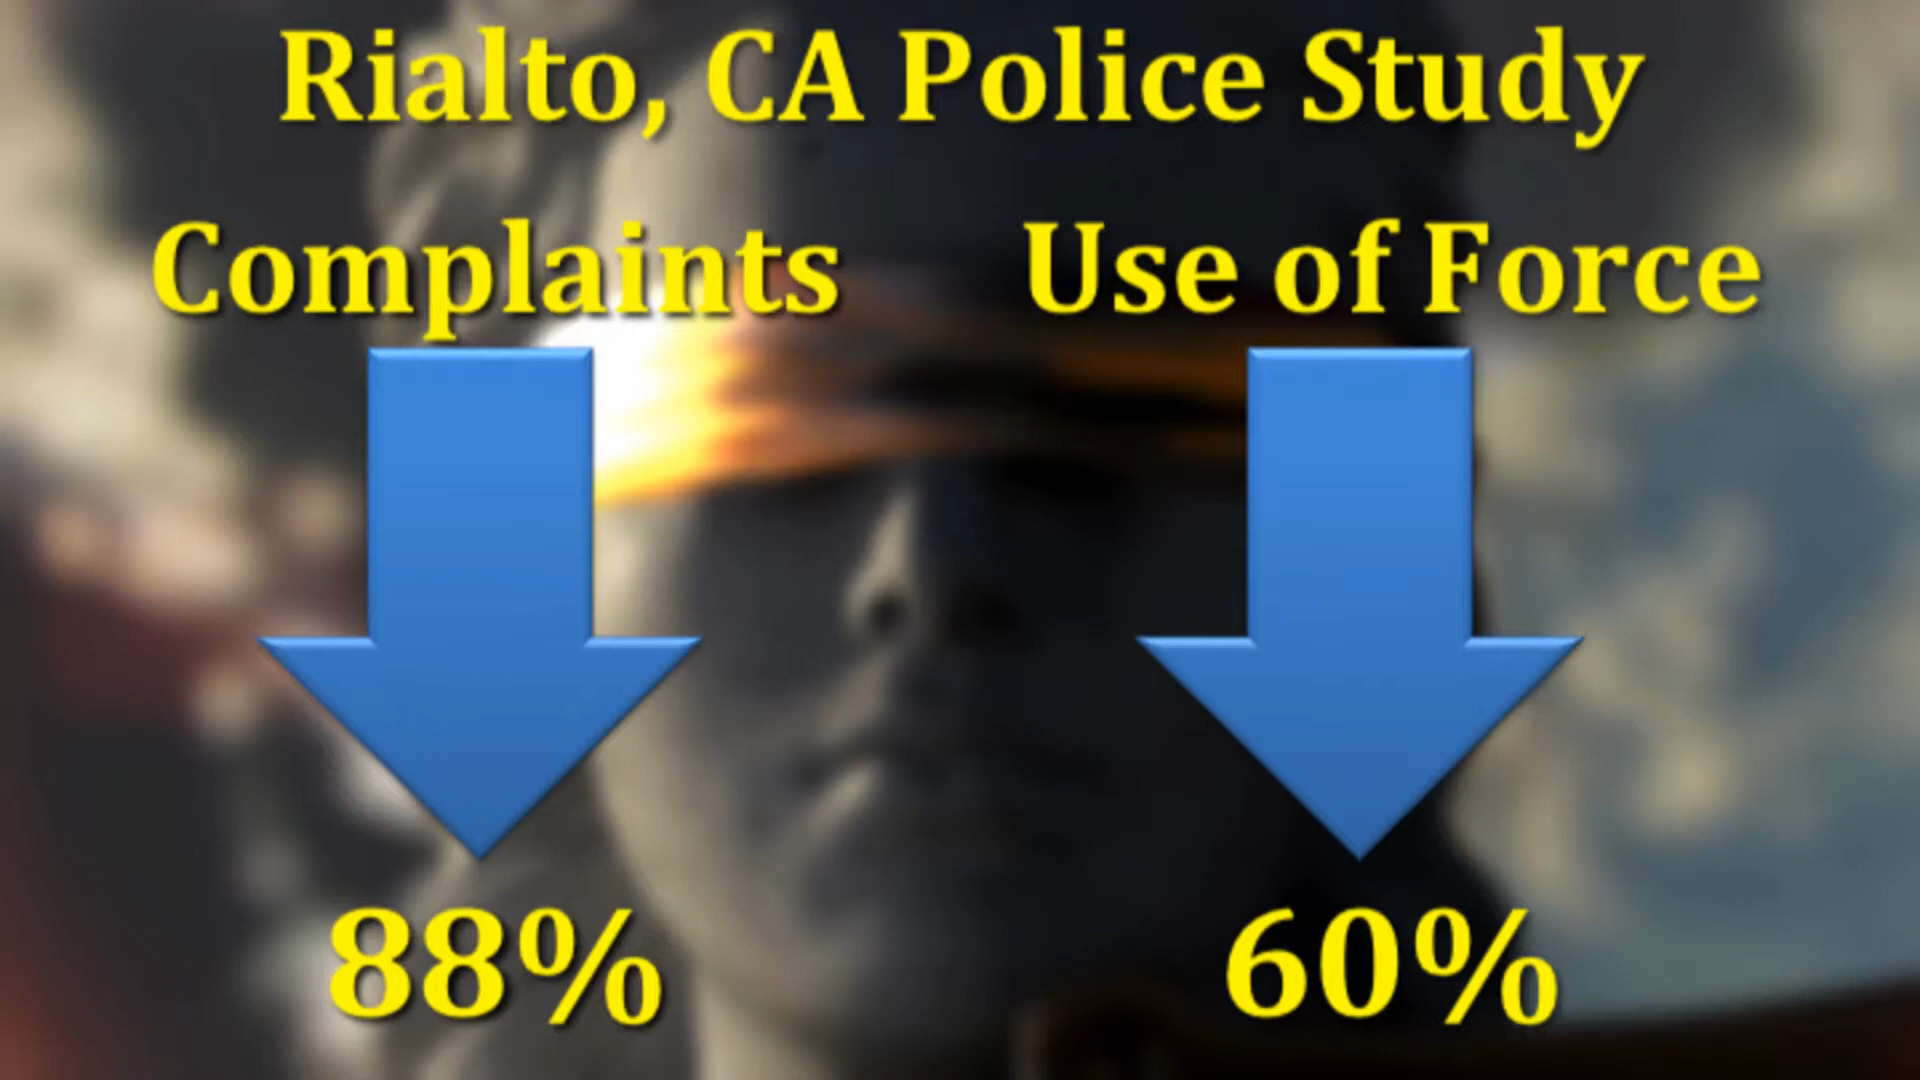 Rialto, CA Police Study
Complaints Use of Force
88% 60%